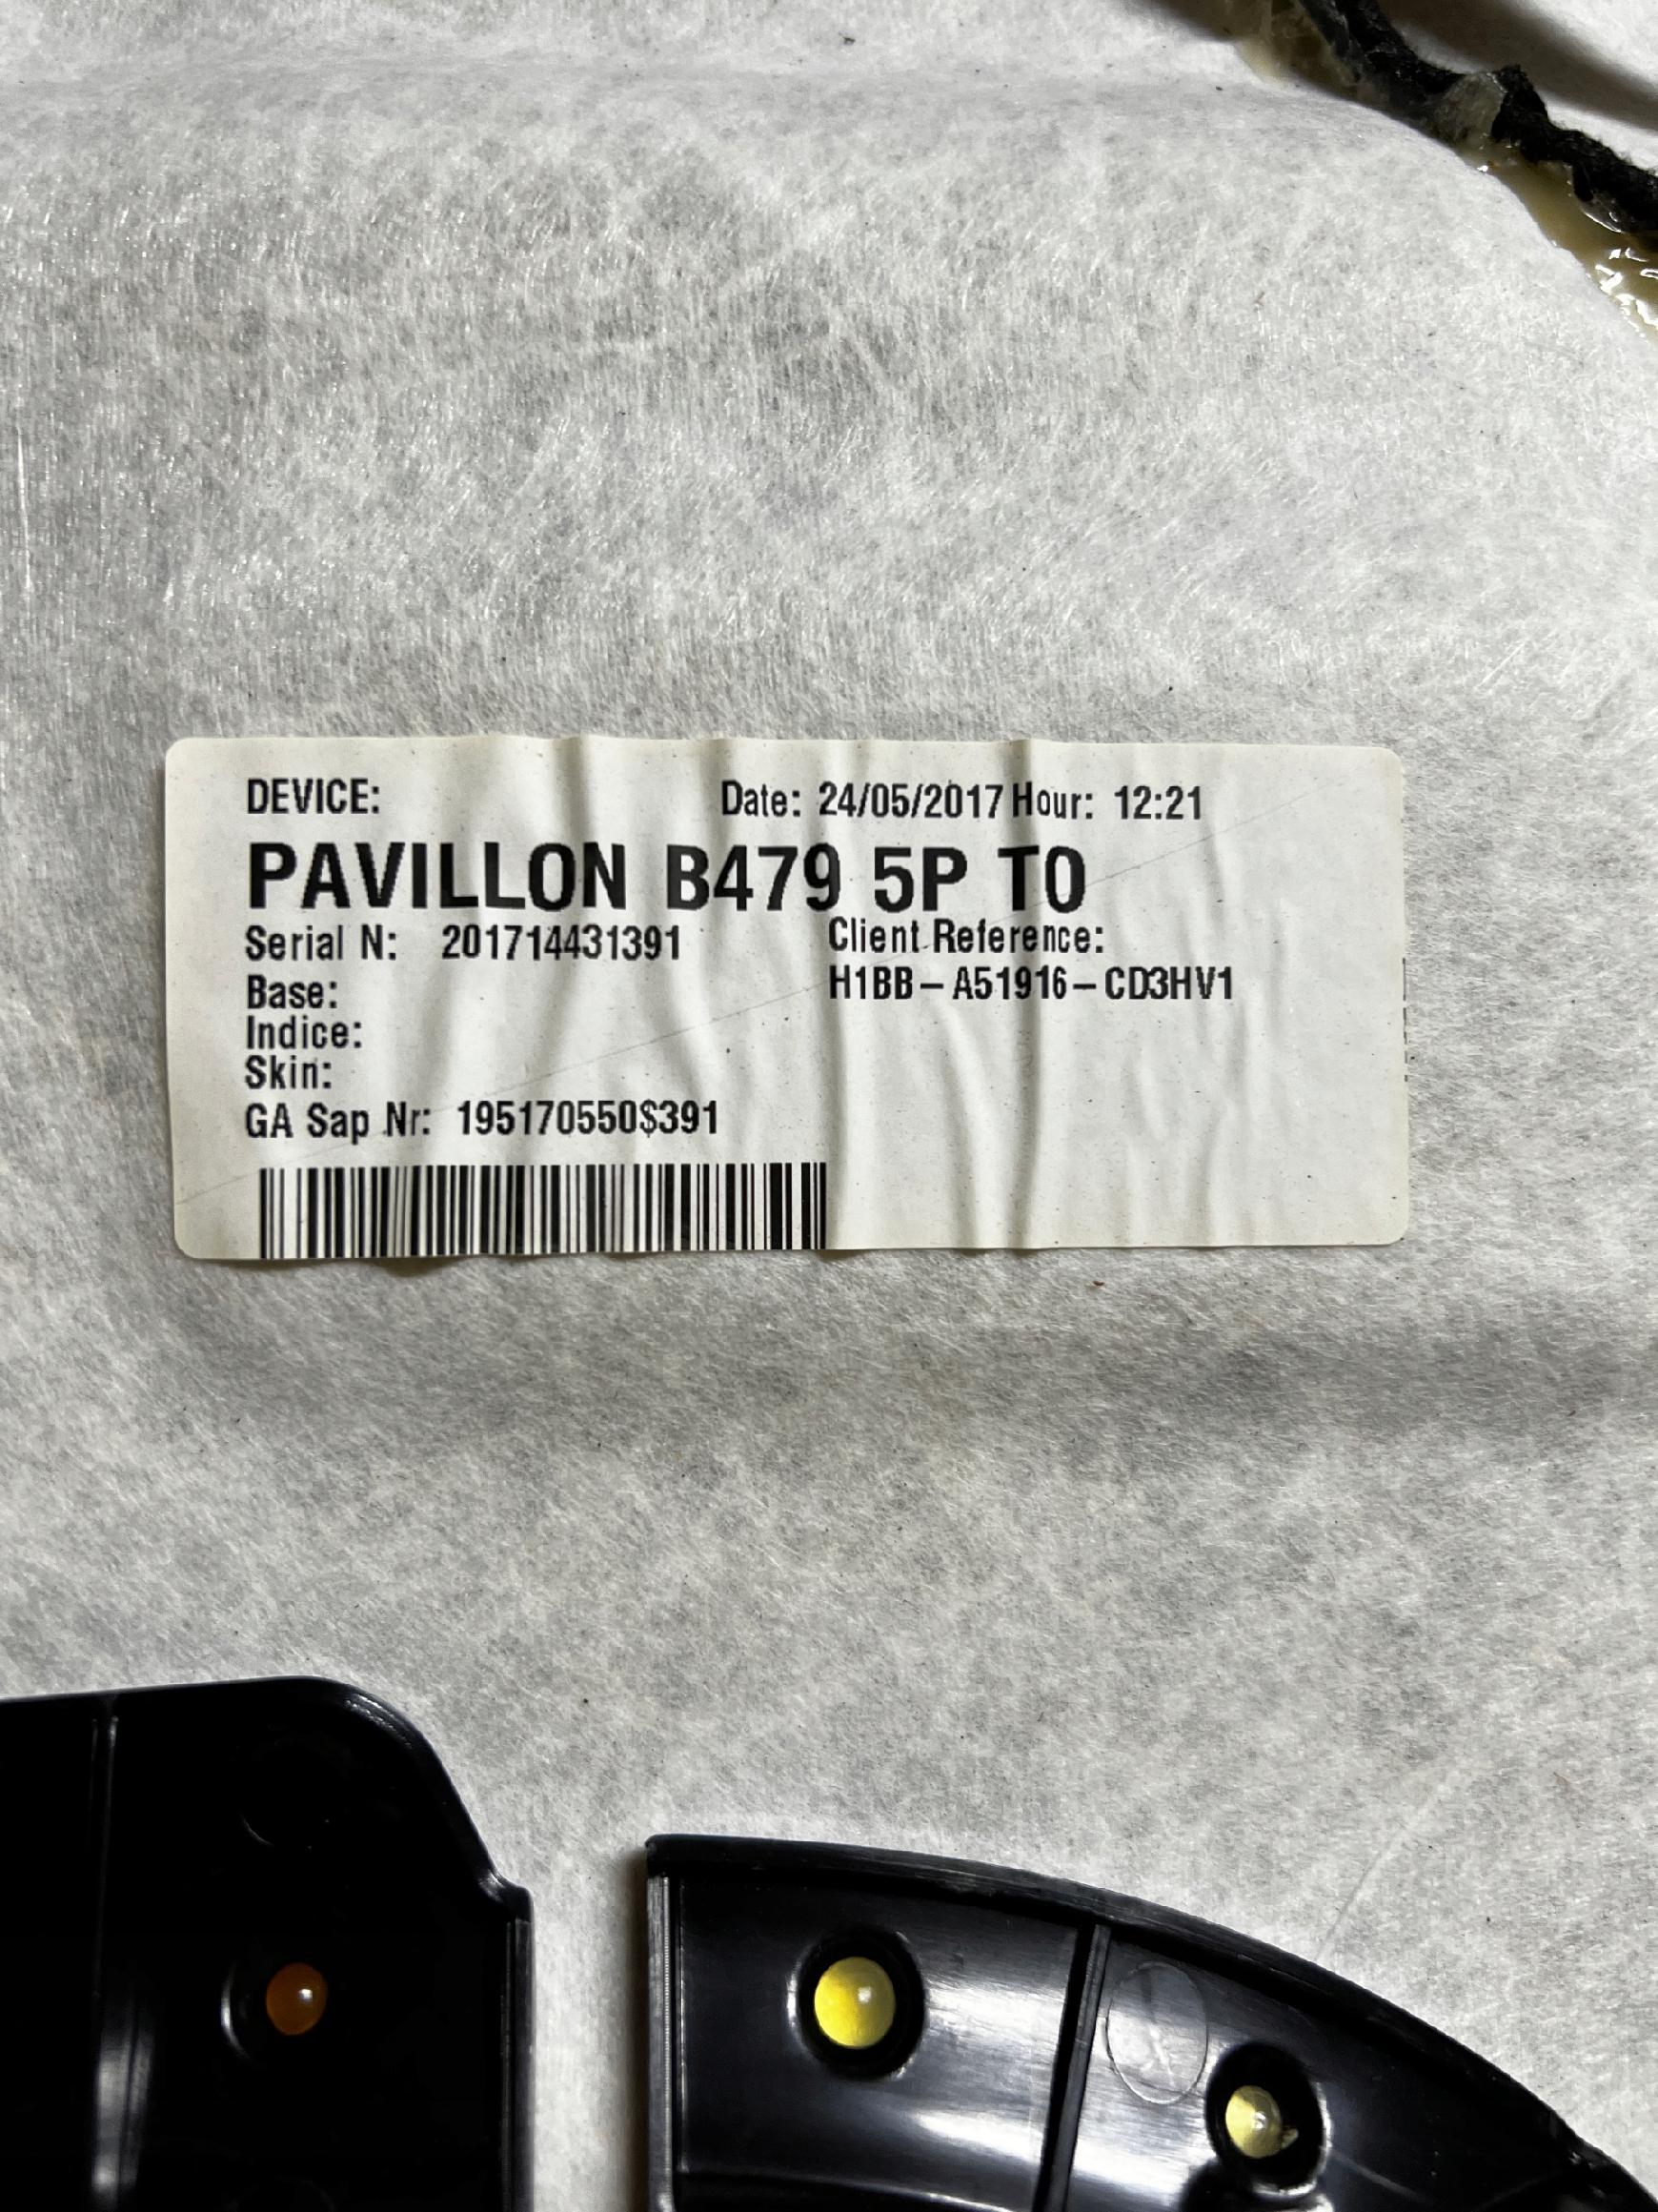 DEVICE: Date: 24/05/2017 Hour: 12:21
PAVILLON B479 5P TO
Serial N: 201714431391 Client Reference:
Base: H1BB-A51916-CD3HV1
Indice:
Skin:
GA Sap Nr: 195170550$391